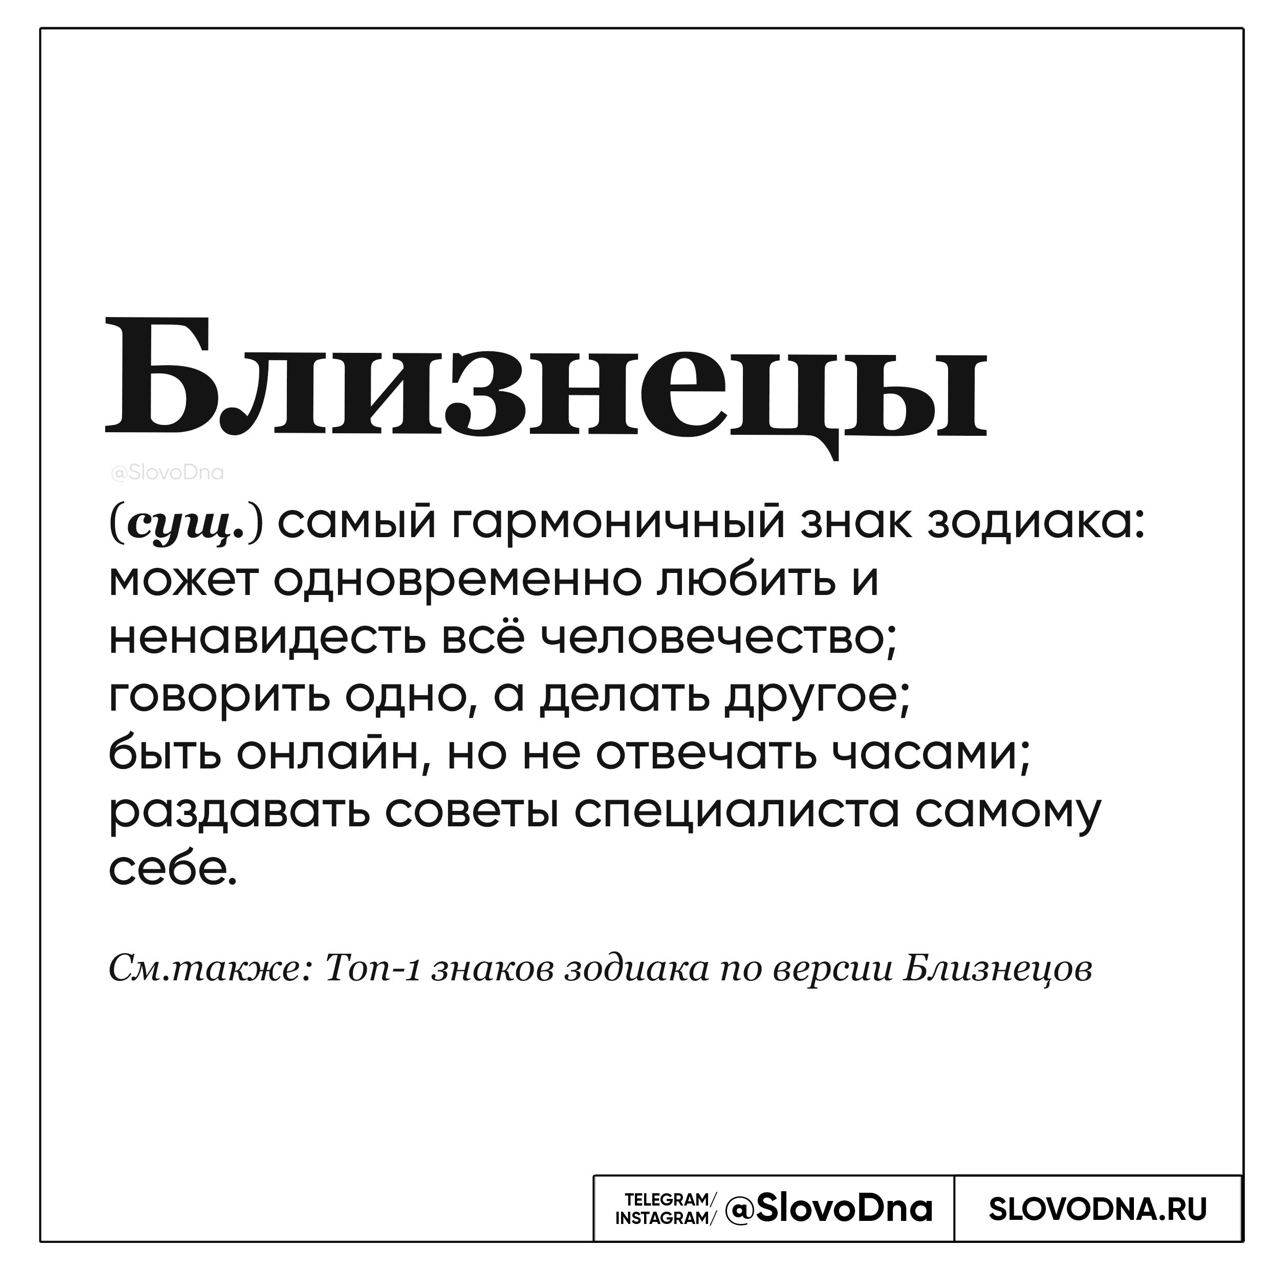 Близнецы
@SlovoDna
(сущ.) самый гармоничный знак зодиака:
может одновременно любить и
ненавидесть всё человечество;
говорить одно, а делать другое;
быть онлайн, но не отвечать часами;
раздавать советы специалиста самому
себе.
См.также: Топ-1 знаков зодиака по версии Близнецов
TELEGRAM/
INSTAGRAM/
@SlovoDna
SLOVODNA.RU